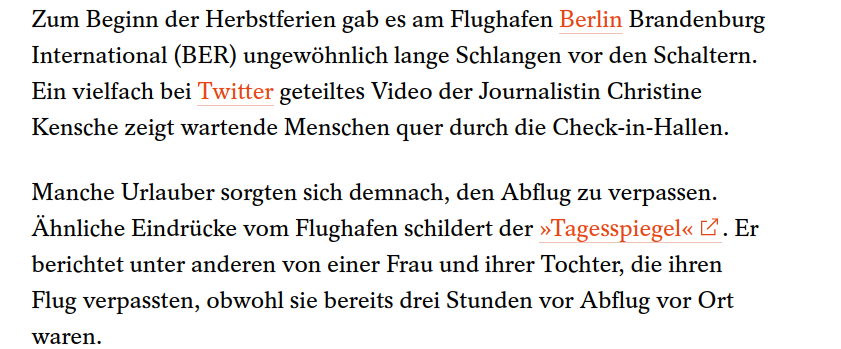 Zum Beginn der Herbstferien gab es am Flughafen Berlin Brandenburg
International (BER) ungewöhnlich lange Schlangen vor den Schaltern.
Ein vielfach bei Twitter geteiltes Video der Journalistin Christine
Kensche zeigt wartende Menschen quer durch die Check-in-Hallen.
Manche Urlauber sorgten sich demnach, den Abflug zu verpassen.
Ähnliche Eindrücke vom Flughafen schildert der »Tagesspiegel« . Er
berichtet unter anderen von einer Frau und ihrer Tochter, die ihren
Flug verpassten, obwohl sie bereits drei Stunden vor Abflug vor Ort
waren.